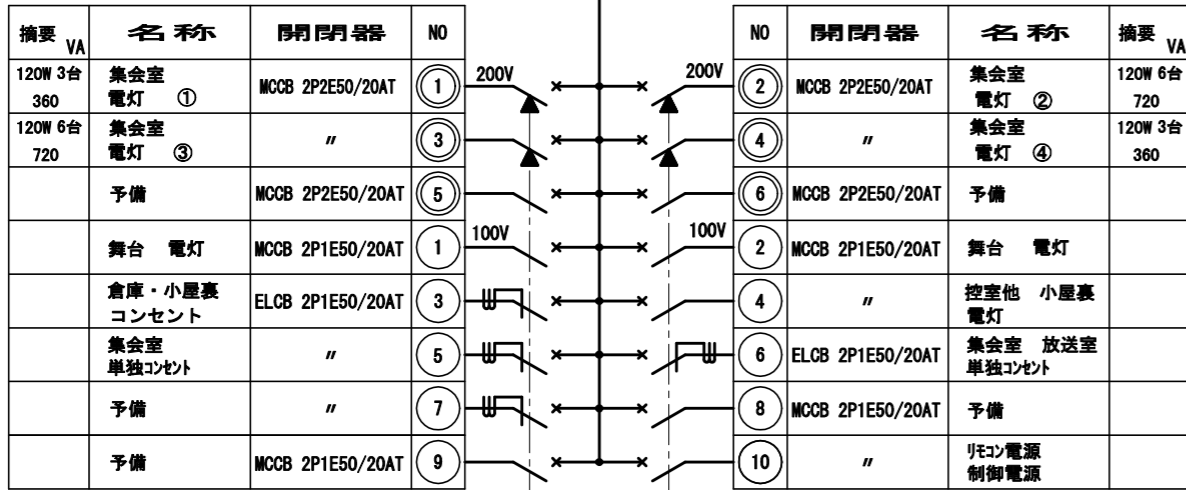 摘要 VA 名称 開閉器 NO
120W 3台 集会室 MCCB 2P2E50/20AT 1 200V
360 電灯 ①
120W 6台 集会室 〃 3
720 電灯 ③
予備 MCCB 2P2E50/20AT 5
舞台 電灯 MCCB 2P1E50/20AT 1 100V
倉庫・小屋裏 ELCB 2P1E50/20AT 3
コンセント
集会室 〃 5
単独コンセント
予備 〃 7
予備 MCCB 2P1E50/20AT 9
NO 開閉器 名称 摘要 VA
200V 2 MCCB 2P2E50/20AT 集会室 120W 6台
電灯 ② 720
4 〃 集会室 120W 3台
電灯 ④ 360
6 MCCB 2P2E50/20AT 予備
100V 2 MCCB 2P1E50/20AT 舞台 電灯
4 〃 控室他 小屋裏
電灯
6 ELCB 2P1E50/20AT 集会室 放送室
単独コンセント
8 MCCB 2P1E50/20AT 予備
10 〃 リモコン電源
制御電源